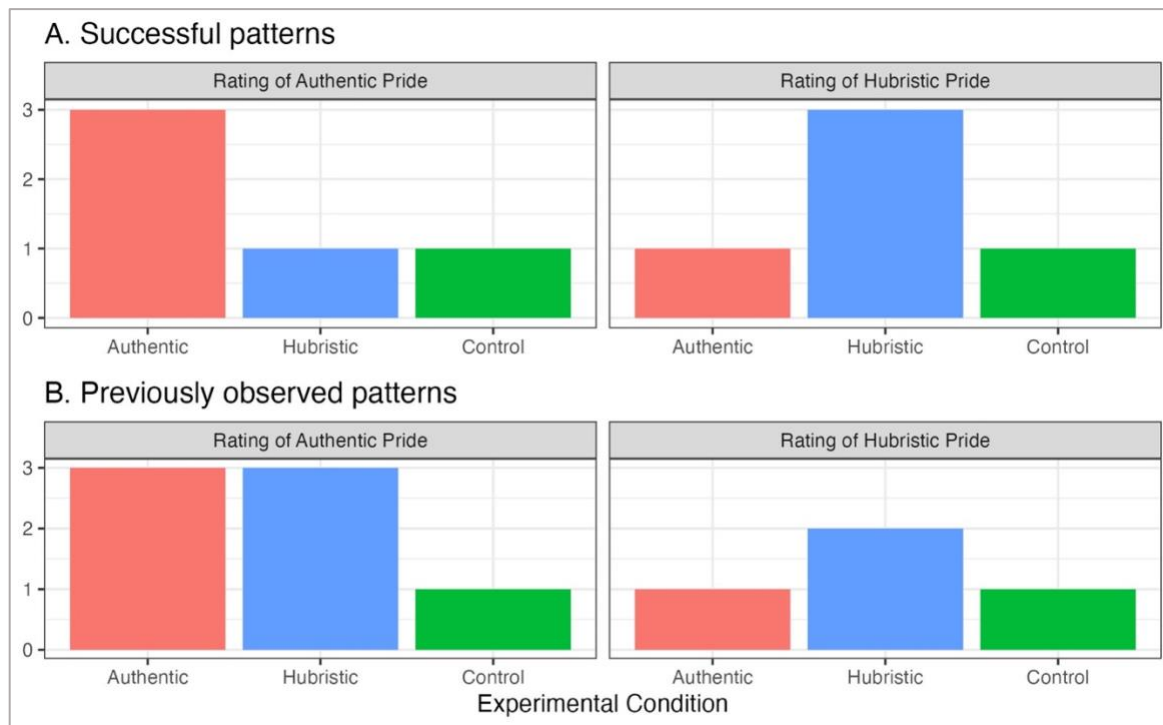 A. Successful patterns
Rating of Authentic Pride
Rating of Hubristic Pride
3
2
1
0
Authentic
Hubristic
Control
Authentic
Hubristic
Control
B. Previously observed patterns
Rating of Authentic Pride
Rating of Hubristic Pride
3
2
1
0
Authentic
Hubristic
Control
Authentic
Hubristic
Control
Experimental Condition